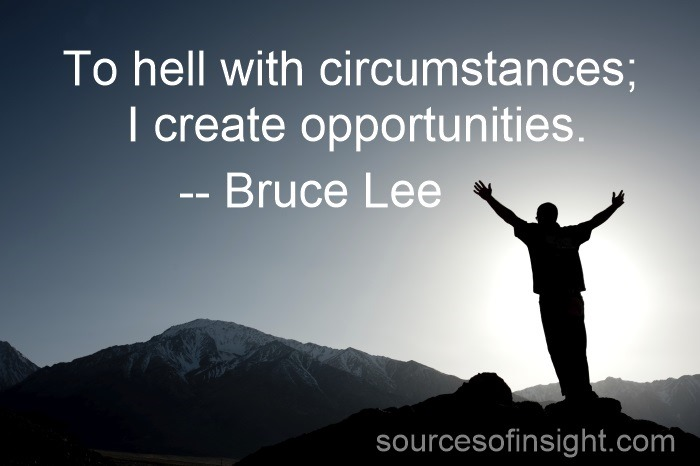 To hell with circumstances;
I create opportunities.
-- Bruce Lee
sourcesofinsight.com